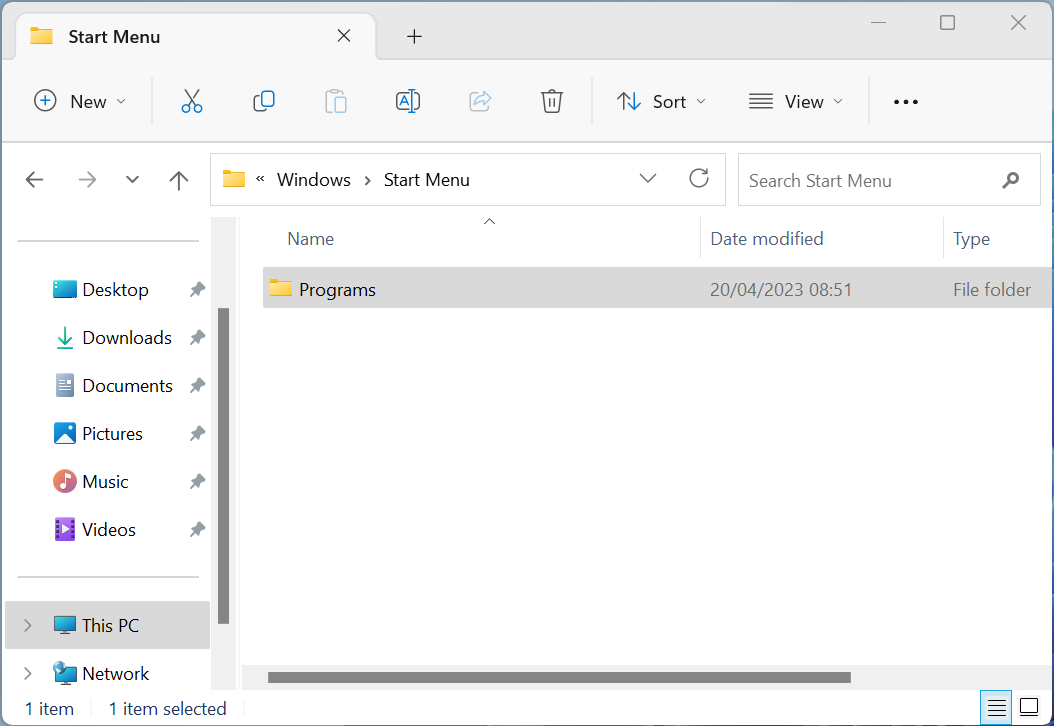 Start Menu
New
Sort
View
« Windows > Start Menu
Search Start Menu
Name
Date modified
Type
Programs
20/04/2023 08:51
File folder
Desktop
Downloads
Documents
Pictures
Music
Videos
This PC
Network
1 item
1 item selected